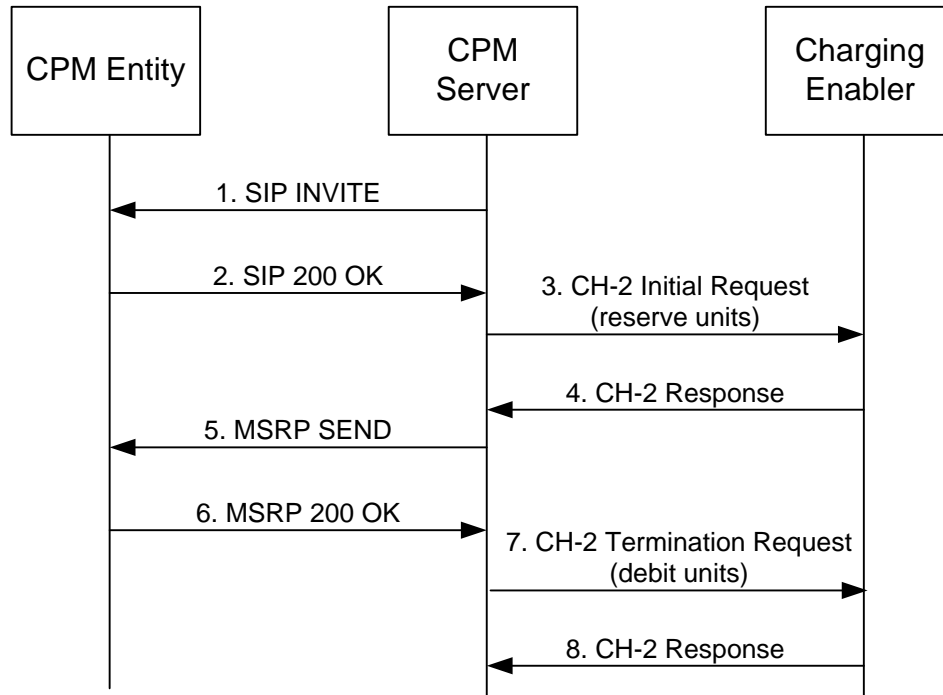 CPM Entity
CPM
Server
Charging
Enabler
1. SIP INVITE
2. SIP 200 OK
3. CH-2 Initial Request
(reserve units)
4. CH-2 Response
5. MSRP SEND
6. MSRP 200 OK
7. CH-2 Termination Request
(debit units)
8. CH-2 Response